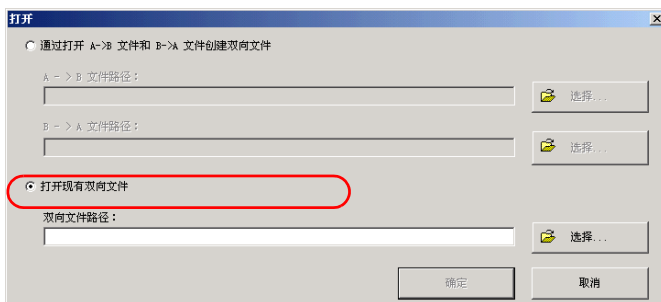 打开
通过打开 A->B 文件和 B->A 文件创建双向文件
A - > B 文件路径：
选择...
B - > A 文件路径：
选择...
打开现有双向文件
双向文件路径：
选择...
确定
取消